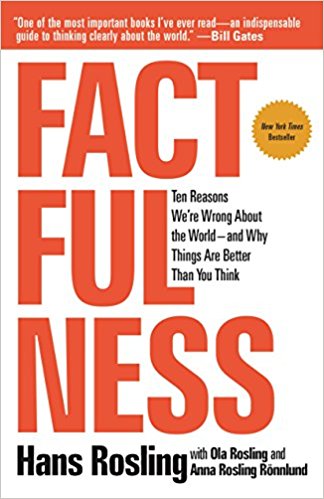 "One of the most important books I've ever read—an indispensable
guide to thinking clearly about the world." —Bill Gates
FACT
FUL
NESS
New York Times
Bestseller
Ten Reasons
We're Wrong About
the World—and Why
Things Are Better
Than You Think
Hans Rosling
with Ola Rosling and
Anna Rosling Rönnlund